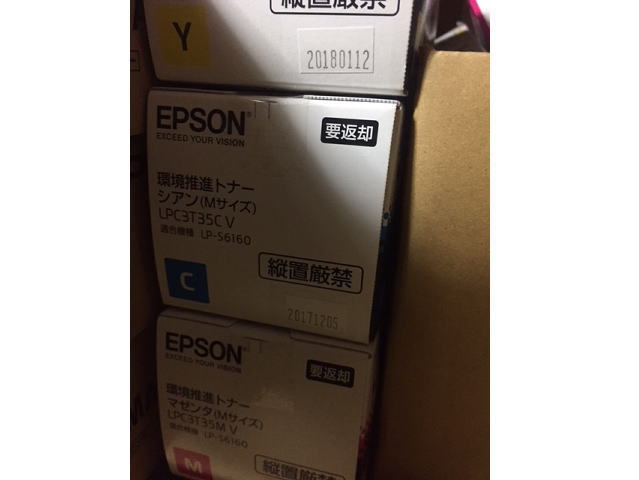 縦置厳禁
Y
20180112
EPSON
EXCEED YOUR VISION
要返却
環境推進トナー
シアン(Mサイズ)
LPC3T35C V
適合機種 LP-S6160
縦置厳禁
C
20171205
EPSON
EXCEED YOUR VISION
要返却
環境推進トナー
マゼンタ(Mサイズ)
LPC3T35M V
適合機種 LP-S6160
縦置厳禁
M